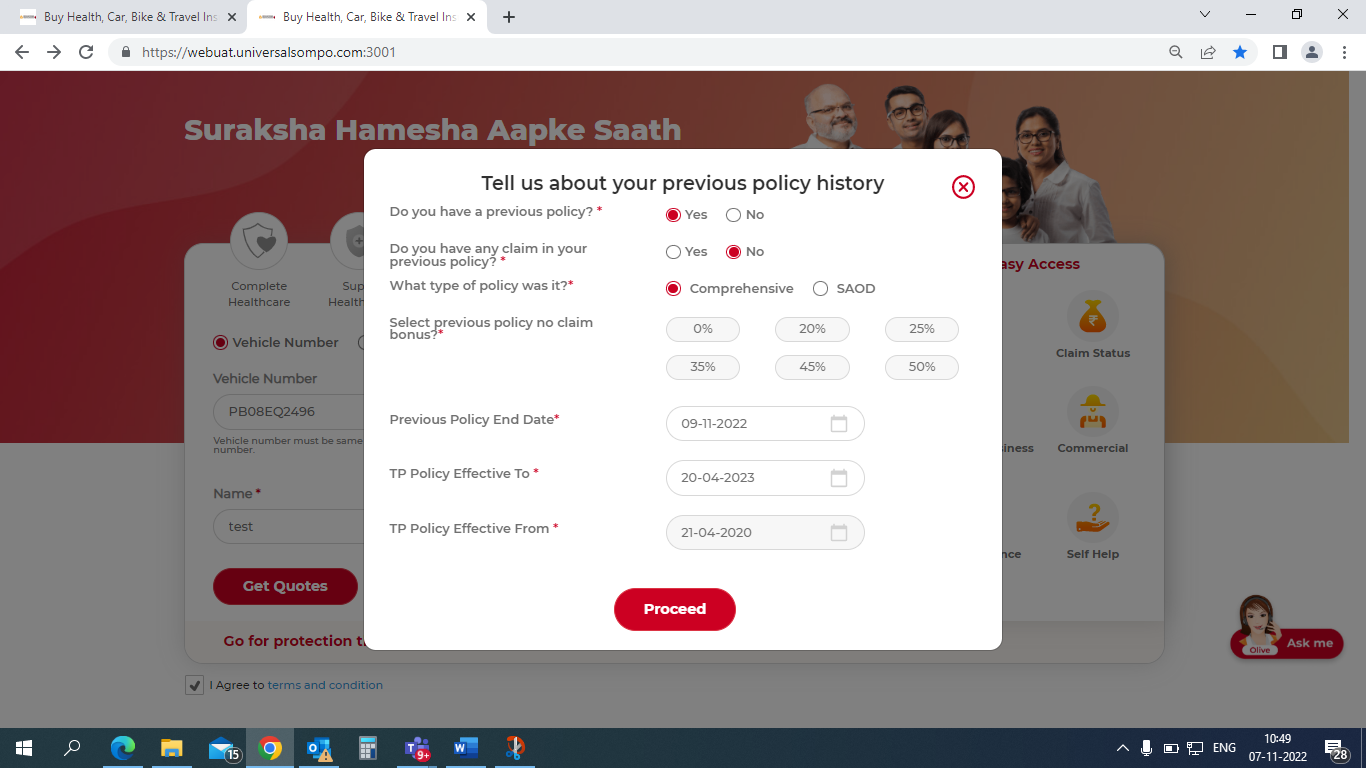 Buy Health, Car, Bike & Travel Ins
Buy Health, Car, Bike & Travel Ins
https://webuat.universalsompo.com:3001
Suraksha Hamesha Aapke Saath
Tell us about your previous policy history
Do you have a previous policy? *
Yes
No
Do you have any claim in your
previous policy? *
Yes
No
What type of policy was it?*
Comprehensive
SAOD
Select previous policy no claim
bonus?*
0%
20%
25%
35%
45%
50%
Previous Policy End Date*
09-11-2022
TP Policy Effective To *
20-04-2023
TP Policy Effective From *
21-04-2020
Proceed
Complete
Healthcare
Sup
Health
Vehicle Number
Vehicle Number
PB08EQ2496
Vehicle number must be same
number.
Name *
test
Get Quotes
Go for protection t
I Agree to terms and condition
asy Access
Claim Status
iness
Commercial
nce
Self Help
Olive
Ask me
15
9+
ENG
10:49
07-11-2022
28